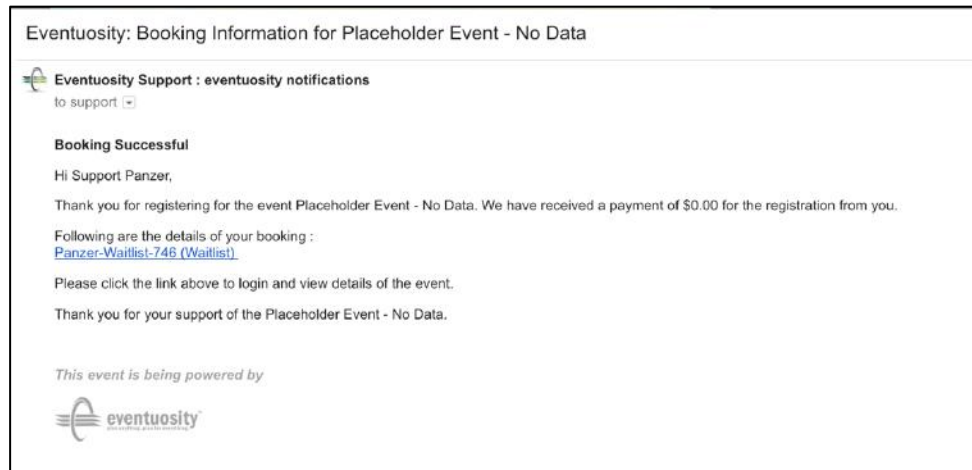 Eventuosity: Booking Information for Placeholder Event - No Data
Eventuosity Support : eventuosity notifications
to support
Booking Successful
Hi Support Panzer,
Thank you for registering for the event Placeholder Event - No Data. We have received a payment of $0.00 for the registration from you.
Following are the details of your booking :
Panzer-Waitlist-746 (Waitlist)
Please click the link above to login and view details of the event.
Thank you for your support of the Placeholder Event - No Data.
This event is being powered by
eventuosity